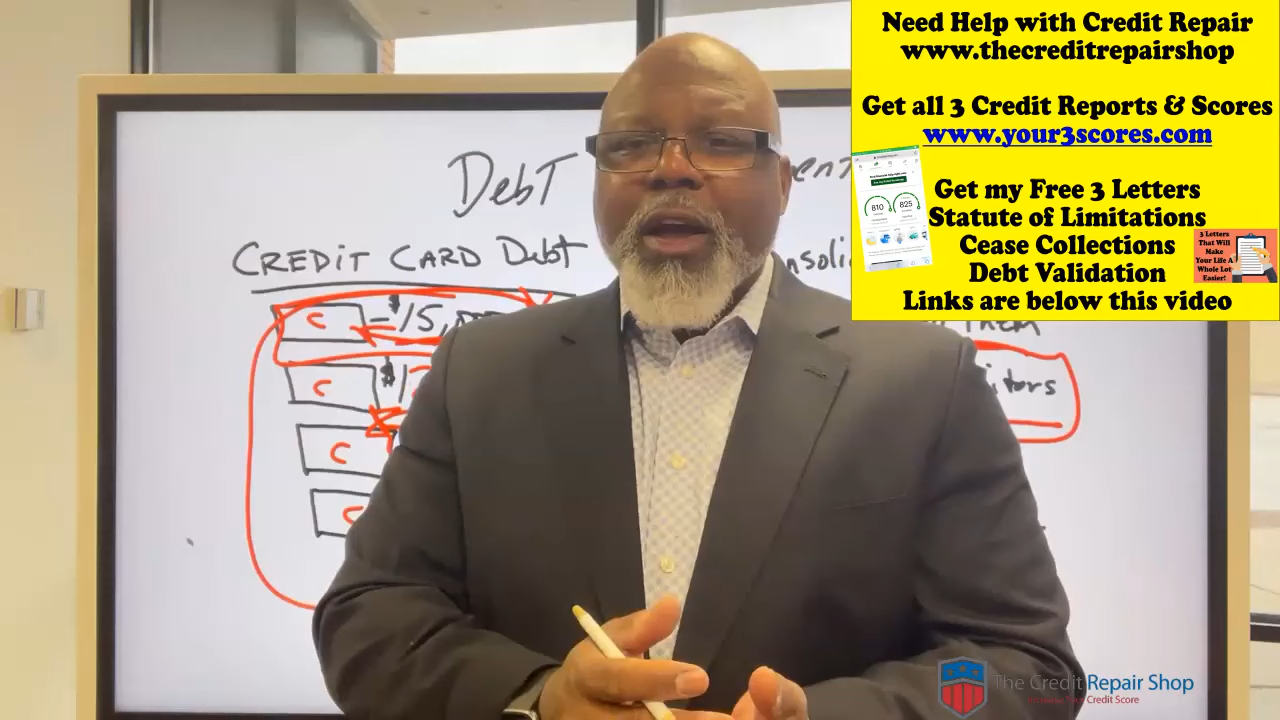 Need Help with Credit Repair
www.thecreditrepairshop
Get all 3 Credit Reports & Scores
www.your3scores.com
810
825
Get my Free 3 Letters
Statute of Limitations
Cease Collections
Debt Validation
Links are below this video
3 Letters
That Will
Make
Your Life A
Whole Lot
Easier!
DebT
CREDIT CARD Debt
C -$15,
C
C
C
The Credit Repair Shop